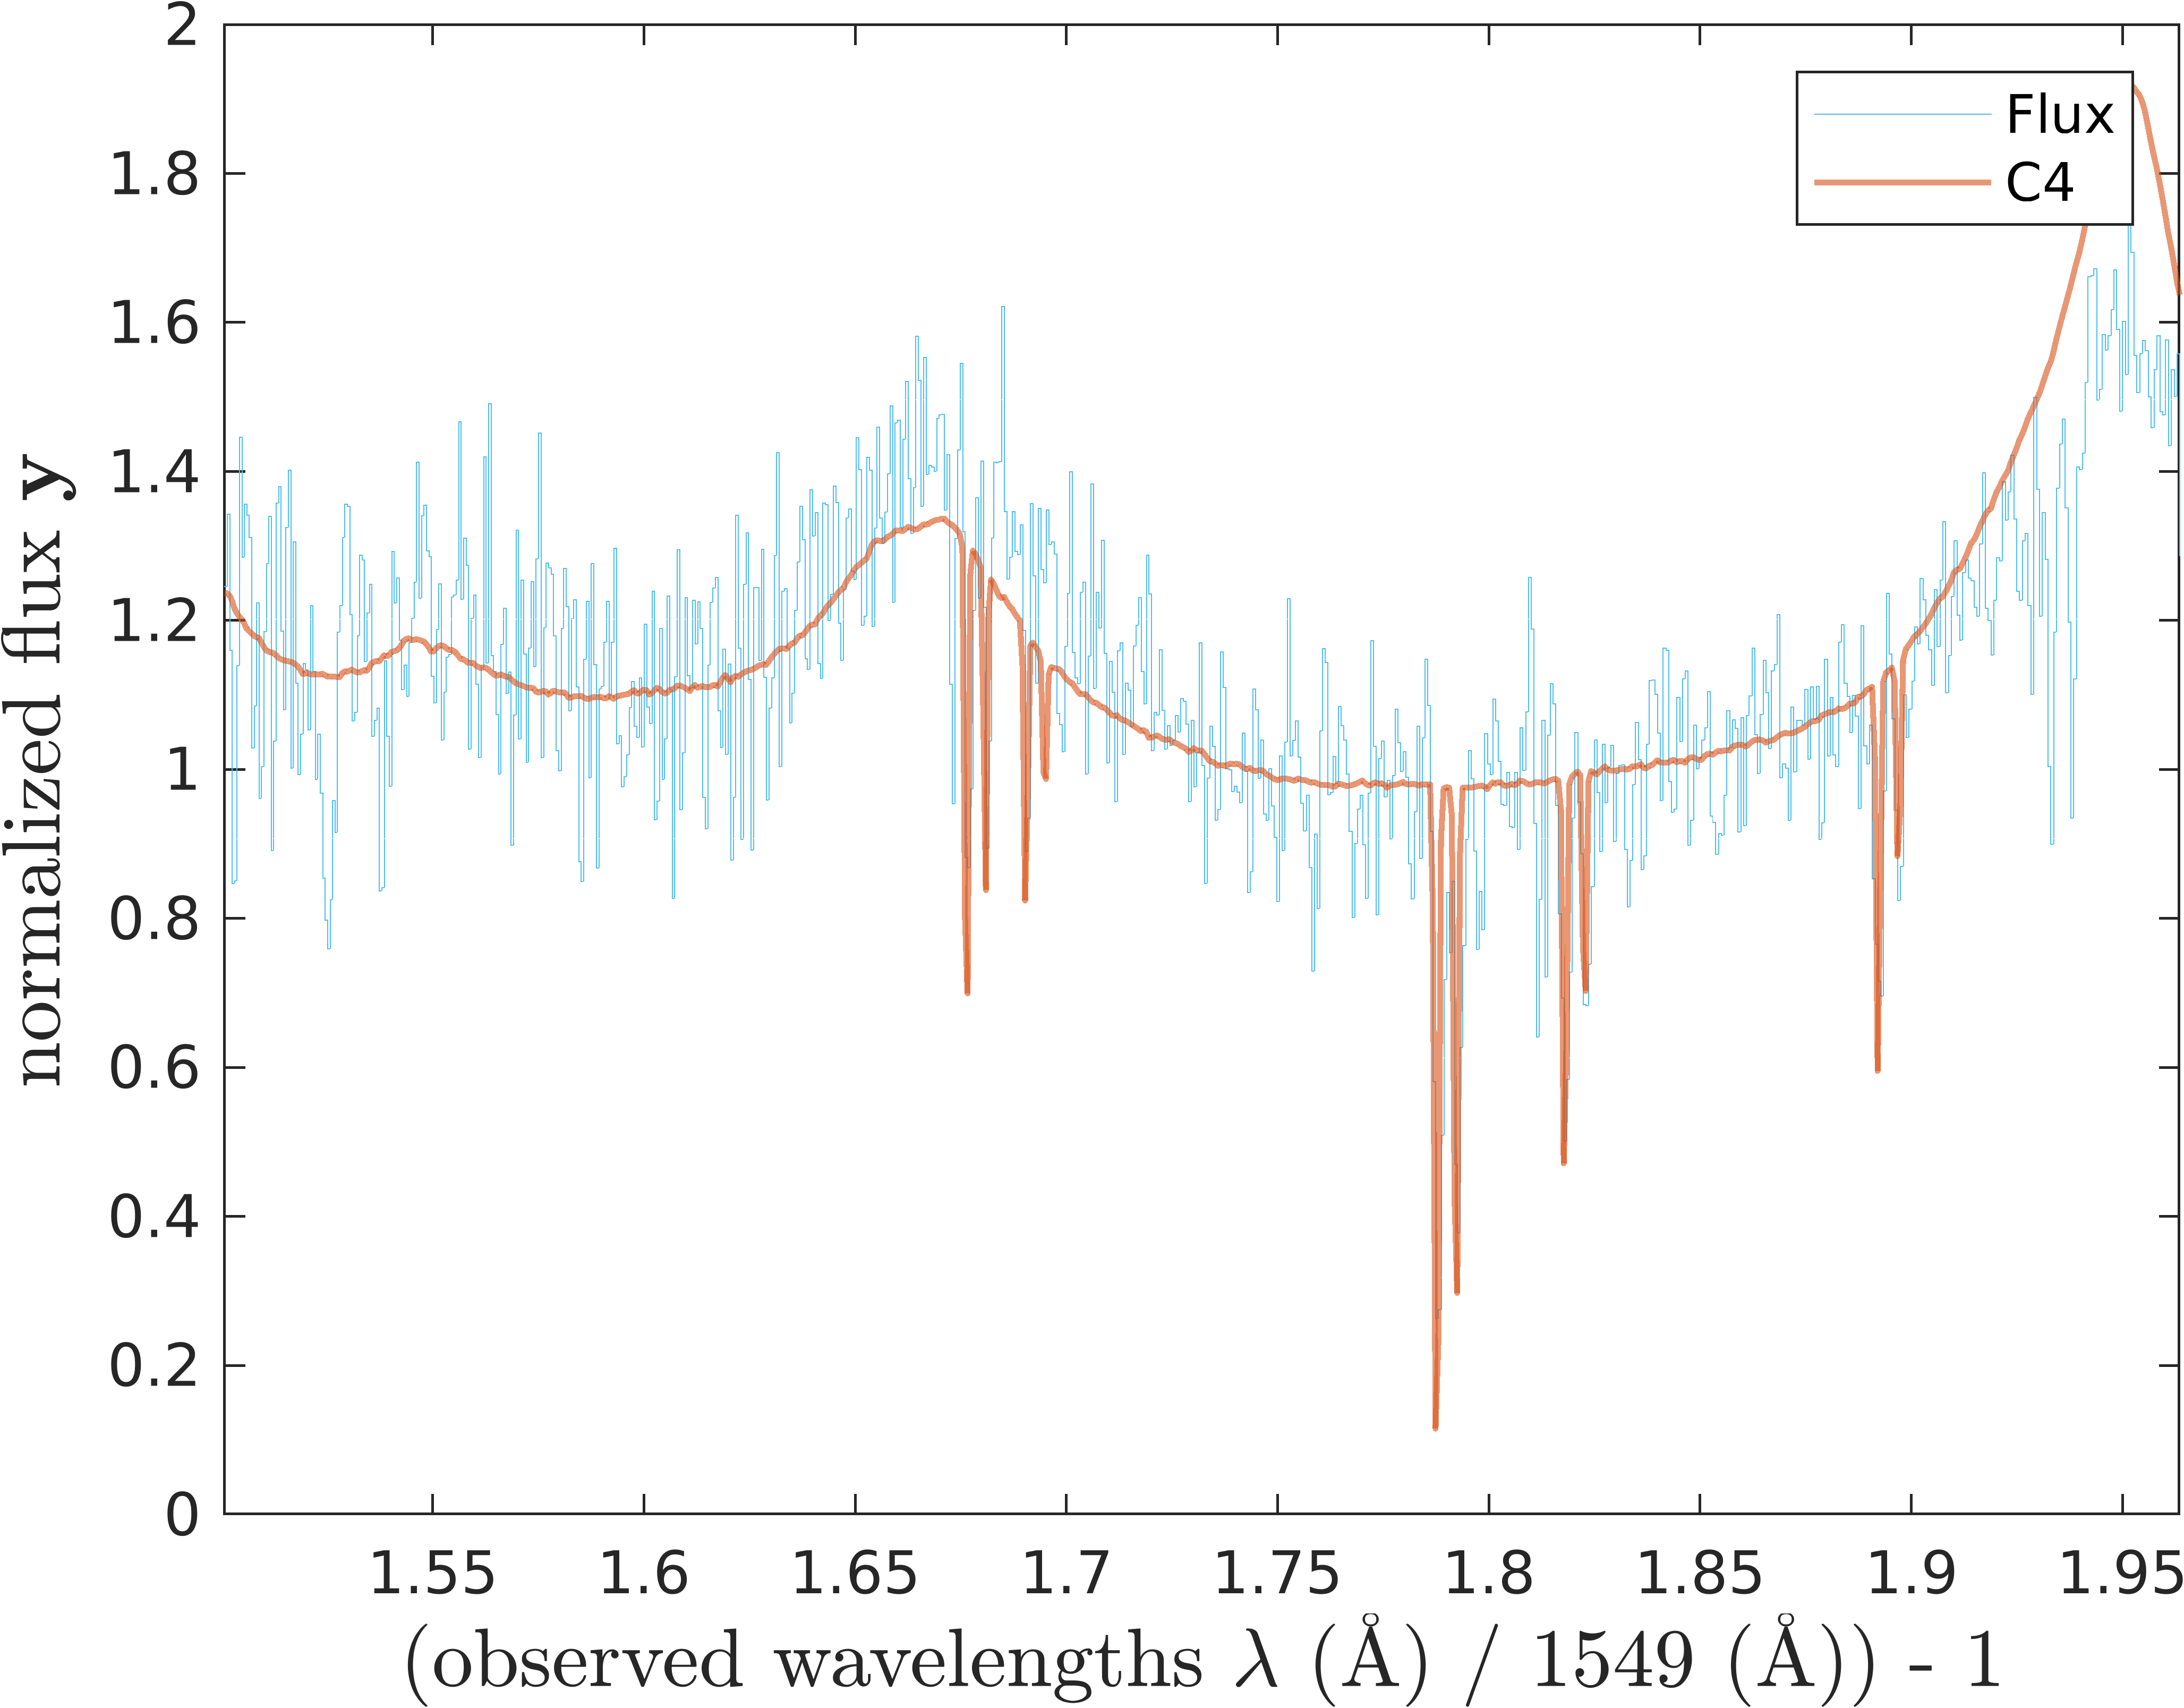 2
1.8
1.6
1.4
1.2
1
0.8
0.6
0.4
0.2
0
normalized flux y
Flux
C4
1.55 1.6 1.65 1.7 1.75 1.8 1.85 1.9 1.95
(observed wavelengths λ (Å) / 1549 (Å)) - 1